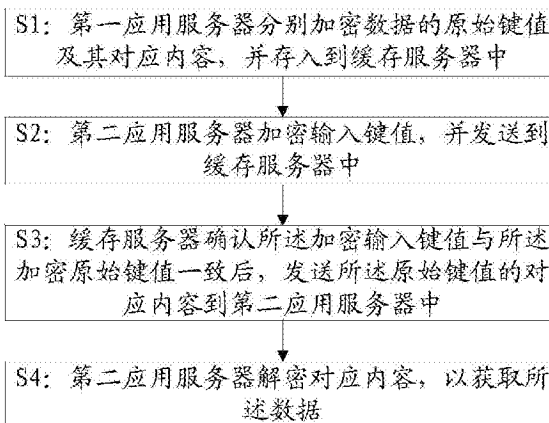 S1：第一应用服务器分别加密数据的原始键值
及其对应内容，并存入到缓存服务器中
S2：第二应用服务器加密输入键值，并发送到
缓存服务器中
S3：缓存服务器确认所述加密输入键值与所述
加密原始键值一致后，发送所述原始键值的对
应内容到第二应用服务器中
S4：第二应用服务器解密对应内容，以获取所
述数据